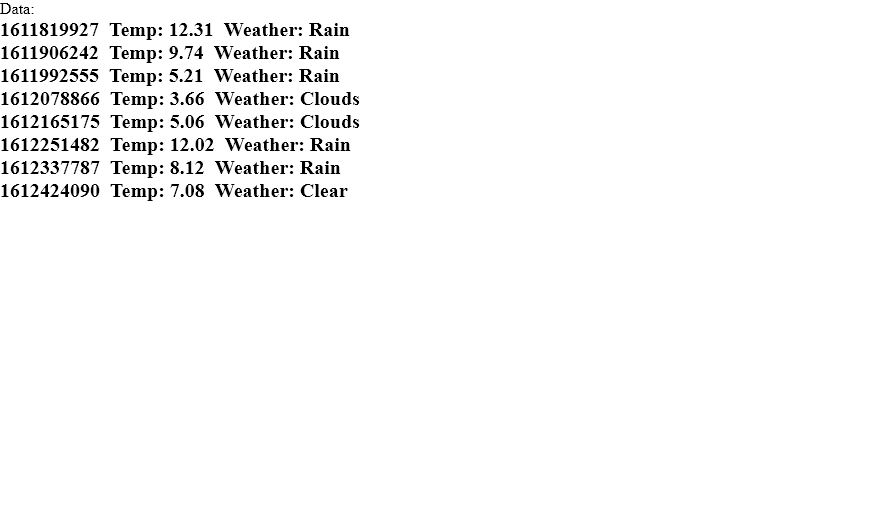 Data:
1611819927 Temp: 12.31 Weather: Rain
1611906242 Temp: 9.74 Weather: Rain
1611992555 Temp: 5.21 Weather: Rain
1612078866 Temp: 3.66 Weather: Clouds
1612165175 Temp: 5.06 Weather: Clouds
1612251482 Temp: 12.02 Weather: Rain
1612337787 Temp: 8.12 Weather: Rain
1612424090 Temp: 7.08 Weather: Clear